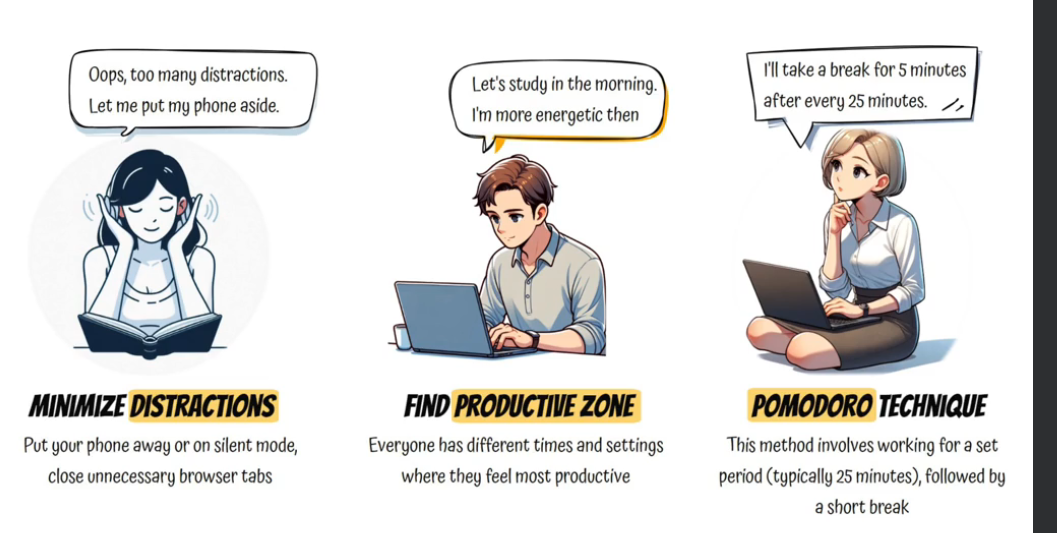 Oops, too many distractions.
Let me put my phone aside.
MINIMIZE DISTRACTIONS
Put your phone away or on silent mode,
close unnecessary browser tabs
Let's study in the morning.
I'm more energetic then
FIND PRODUCTIVE ZONE
Everyone has different times and settings
where they feel most productive
I'll take a break for 5 minutes
after every 25 minutes.
POMODORO TECHNIQUE
This method involves working for a set
period (typically 25 minutes), followed by
a short break